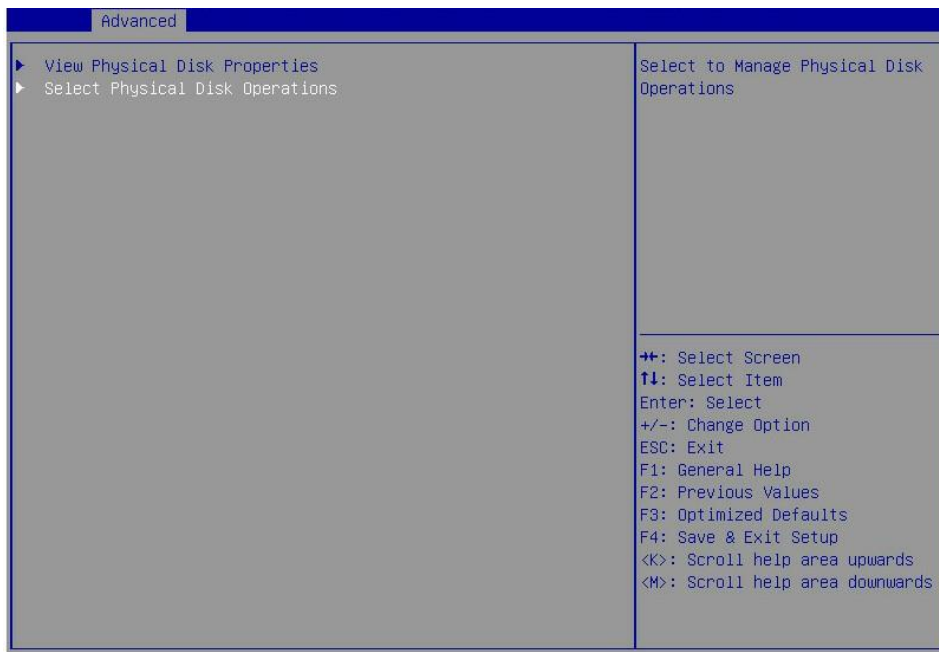 Advanced
View Physical Disk Properties
Select Physical Disk Operations
Select to Manage Physical Disk
Operations
→←: Select Screen
↑↓: Select Item
Enter: Select
+/-: Change Option
ESC: Exit
F1: General Help
F2: Previous Values
F3: Optimized Defaults
F4: Save & Exit Setup
<K>: Scroll help area upwards
<M>: Scroll help area downwards